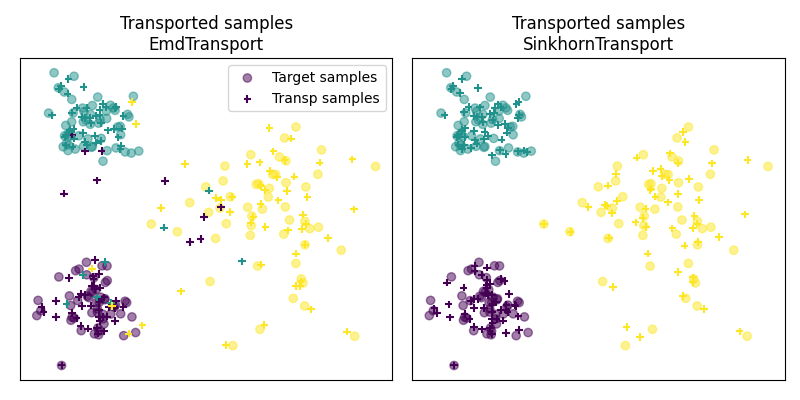 Transported samples
EmdTransport
Target samples
Transp samples
Transported samples
SinkhornTransport